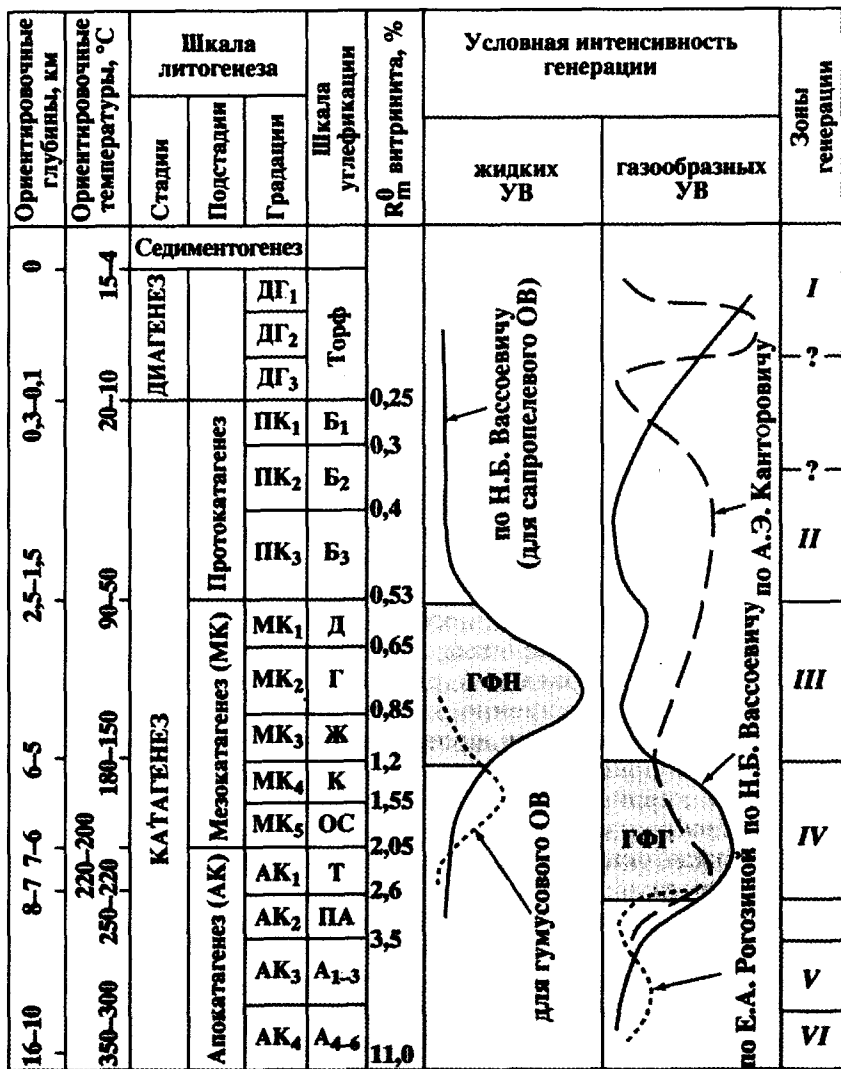 Ориентировочные
глубины, км
Ориентировочные
температуры, °C
Шкала
литогенеза
Стадии
Подстадии
Градации
Шкала
углефикации
R⁰ₘ витринита, %
Условная интенсивность
генерации
жидких
УВ
газообразных
УВ
Зоны
генерации
0
0,3–0,1
2,5–1,5
6–5
7–6
8–7
16–10
15–4
20–10
90–50
180–150
220–200
250–220
350–300
Седиментогенез
ДИАГЕНЕЗ
КАТАГЕНЕЗ
Протокатагенез
Мезокатагенез (МК)
Апокатагенез (АК)
ДГ₁
ДГ₂
ДГ₃
ПК₁
ПК₂
ПК₃
МК₁
МК₂
МК₃
МК₄
МК₅
АК₁
АК₂
АК₃
АК₄
Торф
Б₁
Б₂
Б₃
Д
Г
Ж
К
ОС
Т
ПА
А₁₋₃
А₄₋₆
0,25
0,3
0,4
0,53
0,65
0,85
1,2
1,55
2,05
2,6
3,5
11,0
по Н.Б. Вассоевичу
(для сапропелевого ОВ)
ГФН
для гумусового ОВ
ГФГ
по Е.А. Рогозиной
по Н.Б. Вассоевичу
по А.Э. Канторовичу
I
?
?
II
III
IV
V
VI